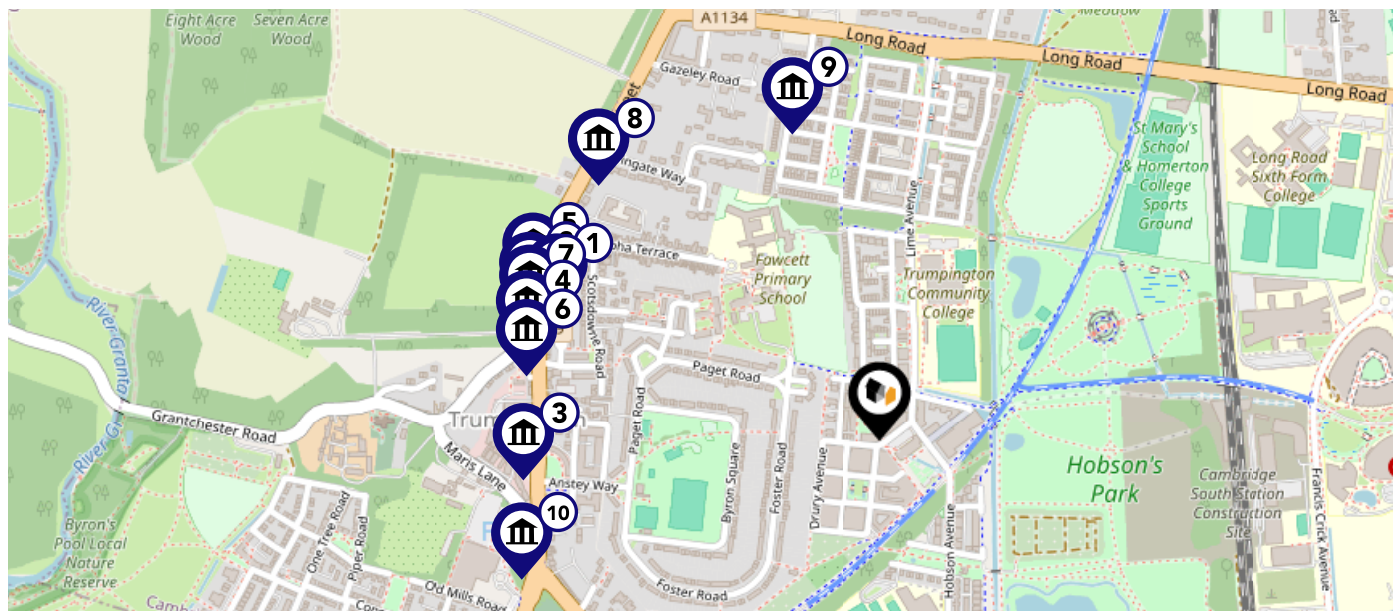 Eight Acre
Wood
Seven Acre
Wood
A1134
Meadow
Long Road
Long Road
Long Road
Gazeley Road
9
8
St Mary's
School
& Homerton
College
Sports
Ground
Long Road
Sixth Form
College
Lime Avenue
5
1
7
4
6
Terrace
Scotsdowne Road
Fawcett
Primary
School
Trumpington
Community
College
River Granta
River
Paget Road
Paget Road
Grantchester Road
3
Maris Lane
Anstey Way
Byron Square
Foster Road
Drury Avenue
Hobson's
Park
Cambridge
South Station
Construction
Site
Francis Crick Avenue
10
One Tree Road
Piper Road
Byron's
Pool Local
Nature
Reserve
Old Mills Road
Foster Road
Hobson Avenue